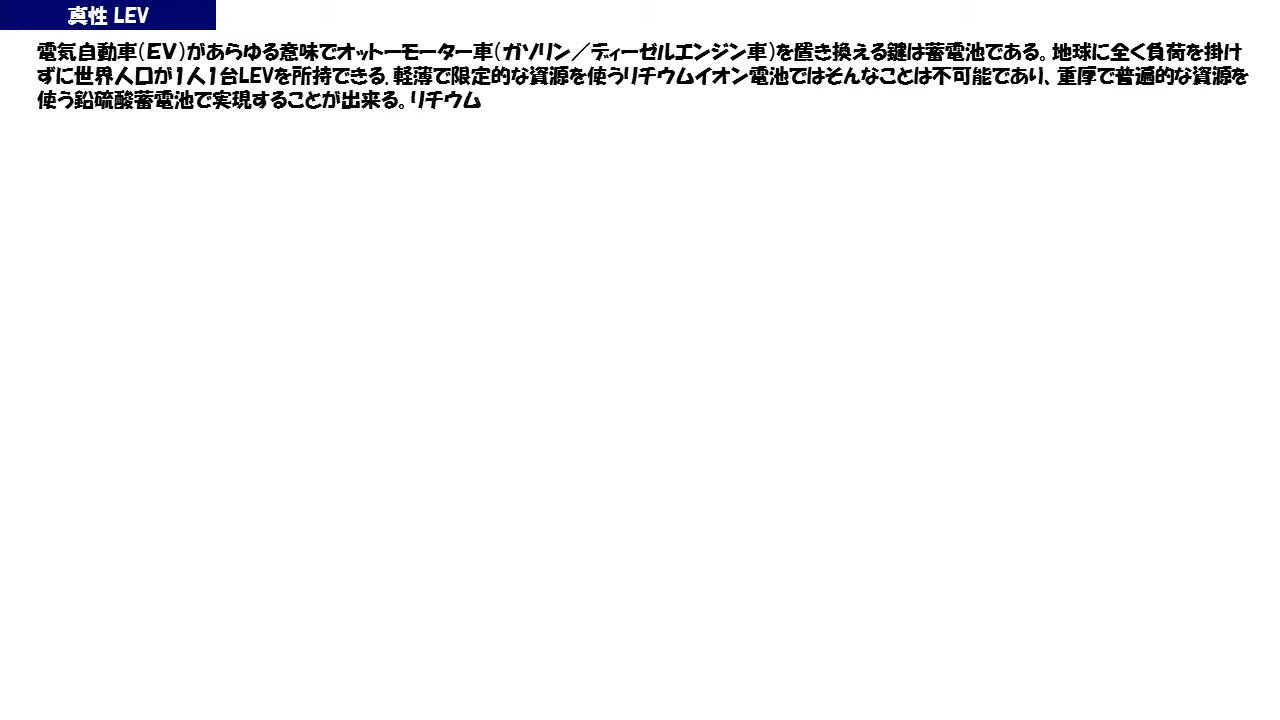 真性 LEV
電気自動車(EV)があらゆる意味でオットーモーター車(ガソリン／ディーゼルエンジン車)を置き換える鍵は蓄電池である。地球に全く負荷を掛け
ずに世界人口が1人1台LEVを所持できる.軽薄で限定的な資源を使うリチウムイオン電池ではそんなことは不可能であり、重厚で普遍的な資源を
使う鉛硫酸蓄電池で実現することが出来る。リチウム